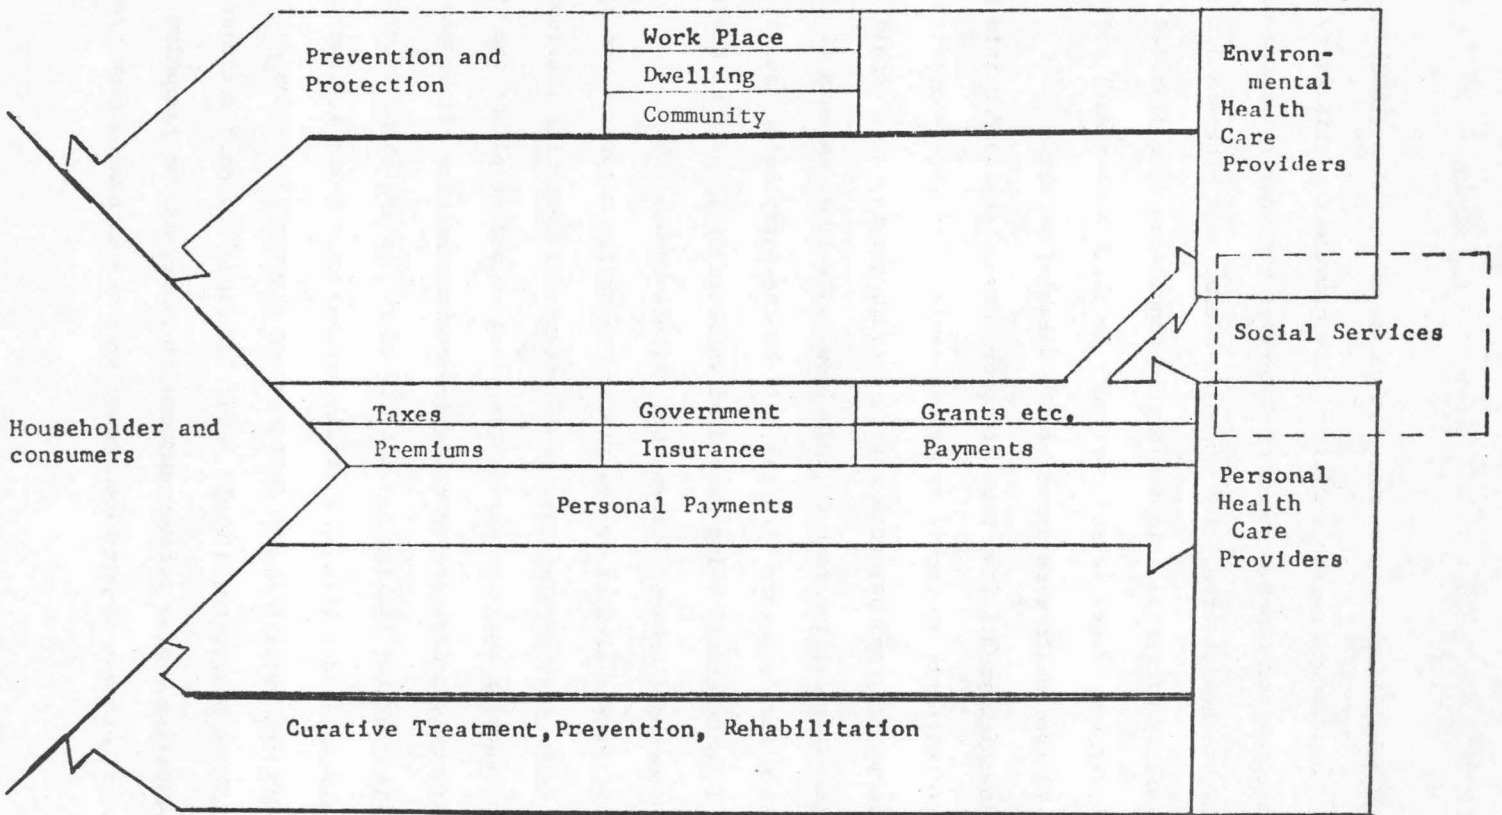 Prevention and
Protection
Work Place
Dwelling
Community
Environ-
mental
Health
Care
Providers
Social Services
Householder and
consumers
Taxes
Government
Grants etc.
Premiums
Insurance
Payments
Personal Payments
Personal
Health
Care
Providers
Curative Treatment, Prevention, Rehabilitation